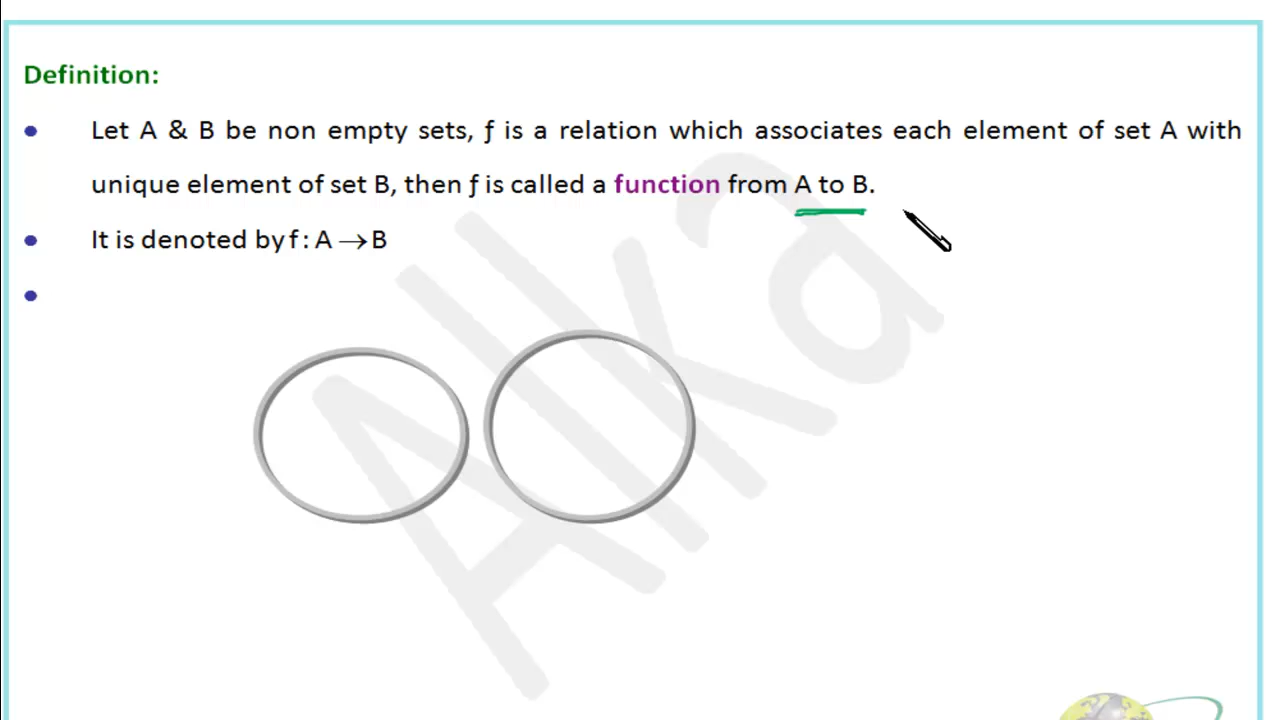 Definition:
Let A & B be non empty sets, ƒ is a relation which associates each element of set A with
unique element of set B, then ƒ is called a function from A to B.
It is denoted by f : A → B
Alka